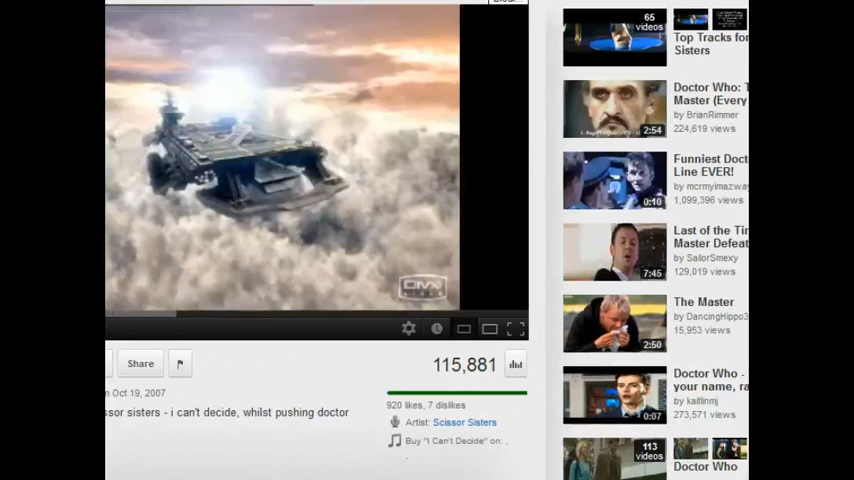 65
videos
Top Tracks for
Sisters
Doctor Who: T
Master (Every
by BrianRimmer
224,619 views
2:54
Funniest Doct
Line EVER!
by mcrmyimazway
1,099,396 views
0:10
Last of the Tim
Master Defeat
by SailorSmexy
129,019 views
7:45
The Master
by DancingHippo3
15,953 views
2:50
Doctor Who -
your name, ra
by kaitlinmj
273,571 views
0:07
113
videos
Doctor Who
Share
115,881
n Oct 19, 2007
920 likes, 7 dislikes
ssor sisters - i can't decide, whilst pushing doctor
Artist: Scissor Sisters
Buy "I Can't Decide" on: ,